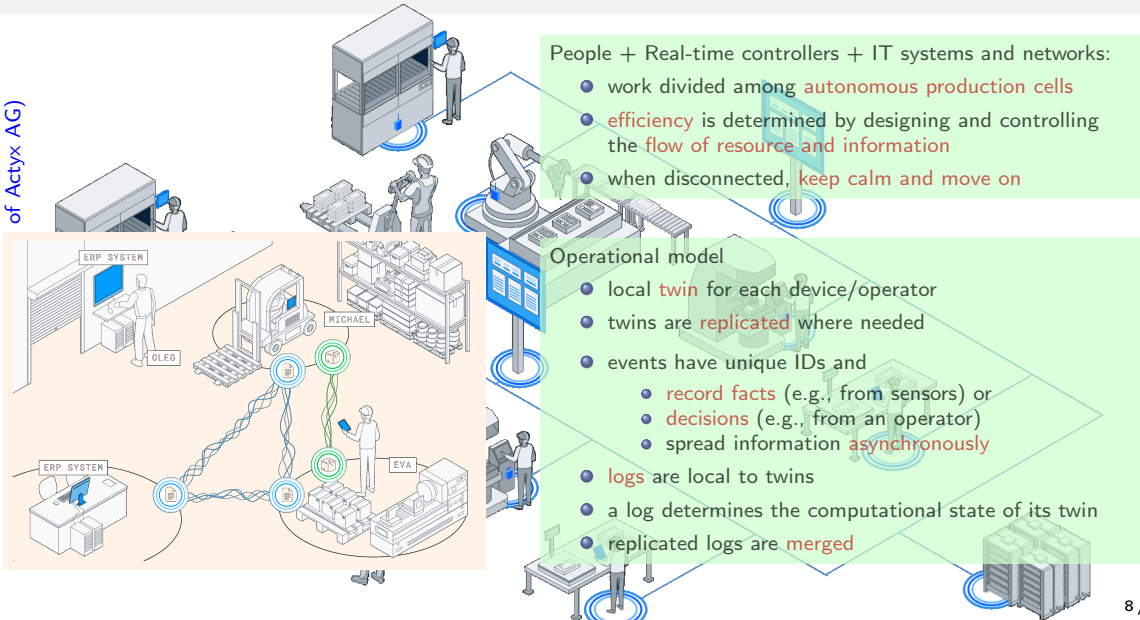 of Actyx AG)
People + Real-time controllers + IT systems and networks:
work divided among autonomous production cells
efficiency is determined by designing and controlling
the flow of resource and information
when disconnected, keep calm and move on
Operational model
local twin for each device/operator
twins are replicated where needed
events have unique IDs and
record facts (e.g., from sensors) or
decisions (e.g., from an operator)
spread information asynchronously
logs are local to twins
a log determines the computational state of its twin
replicated logs are merged
ERP SYSTEM
OLEG
MICHAEL
ERP SYSTEM
EVA
8/